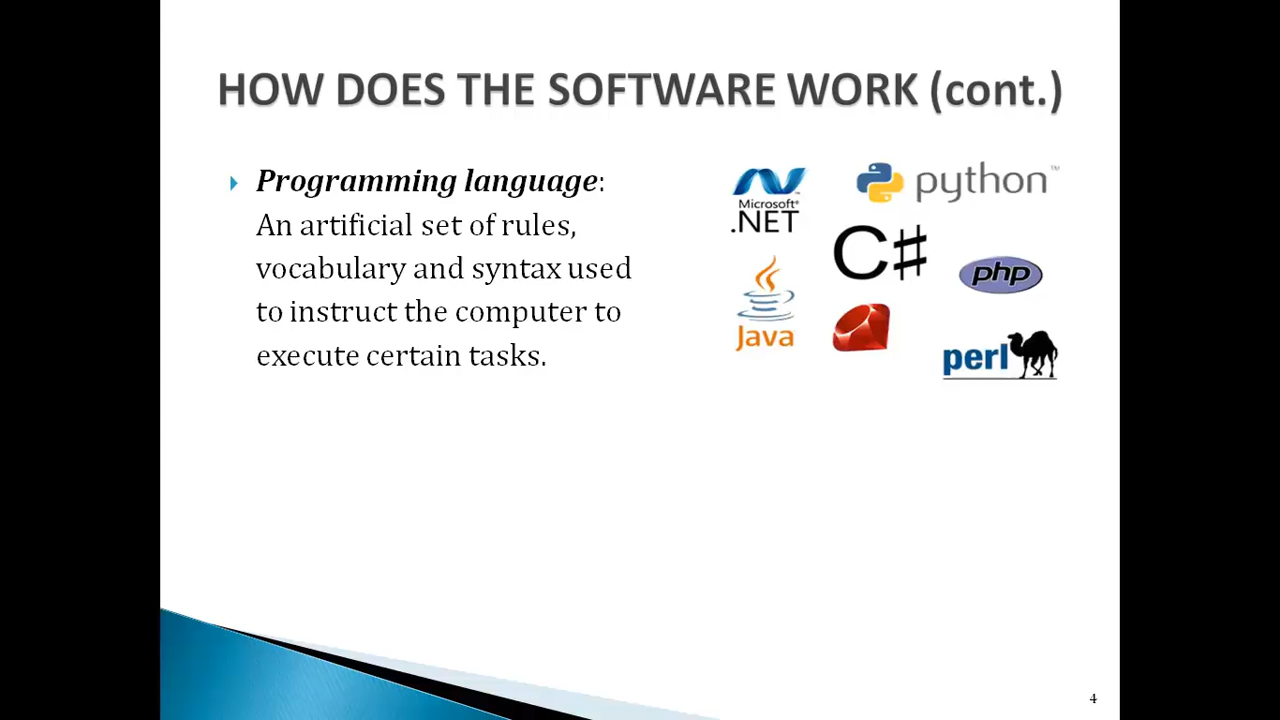 HOW DOES THE SOFTWARE WORK (cont.)
Programming language:
An artificial set of rules,
vocabulary and syntax used
to instruct the computer to
execute certain tasks.
Microsoft®
.NET
python™
C#
php
Java
perl
4